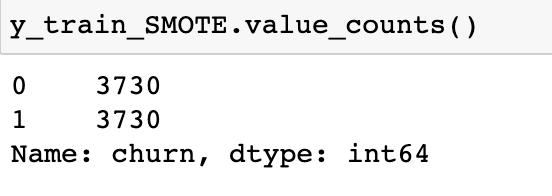 y_train_SMOTE.value_counts()
0    3730
1    3730
Name: churn, dtype: int64